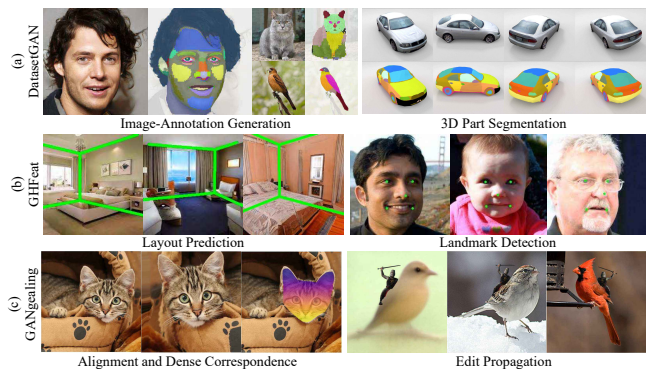 (a)
DatasetGAN
Image-Annotation Generation
3D Part Segmentation
(b)
GHFeat
Layout Prediction
Landmark Detection
(c)
GANgealing
Alignment and Dense Correspondence
Edit Propagation